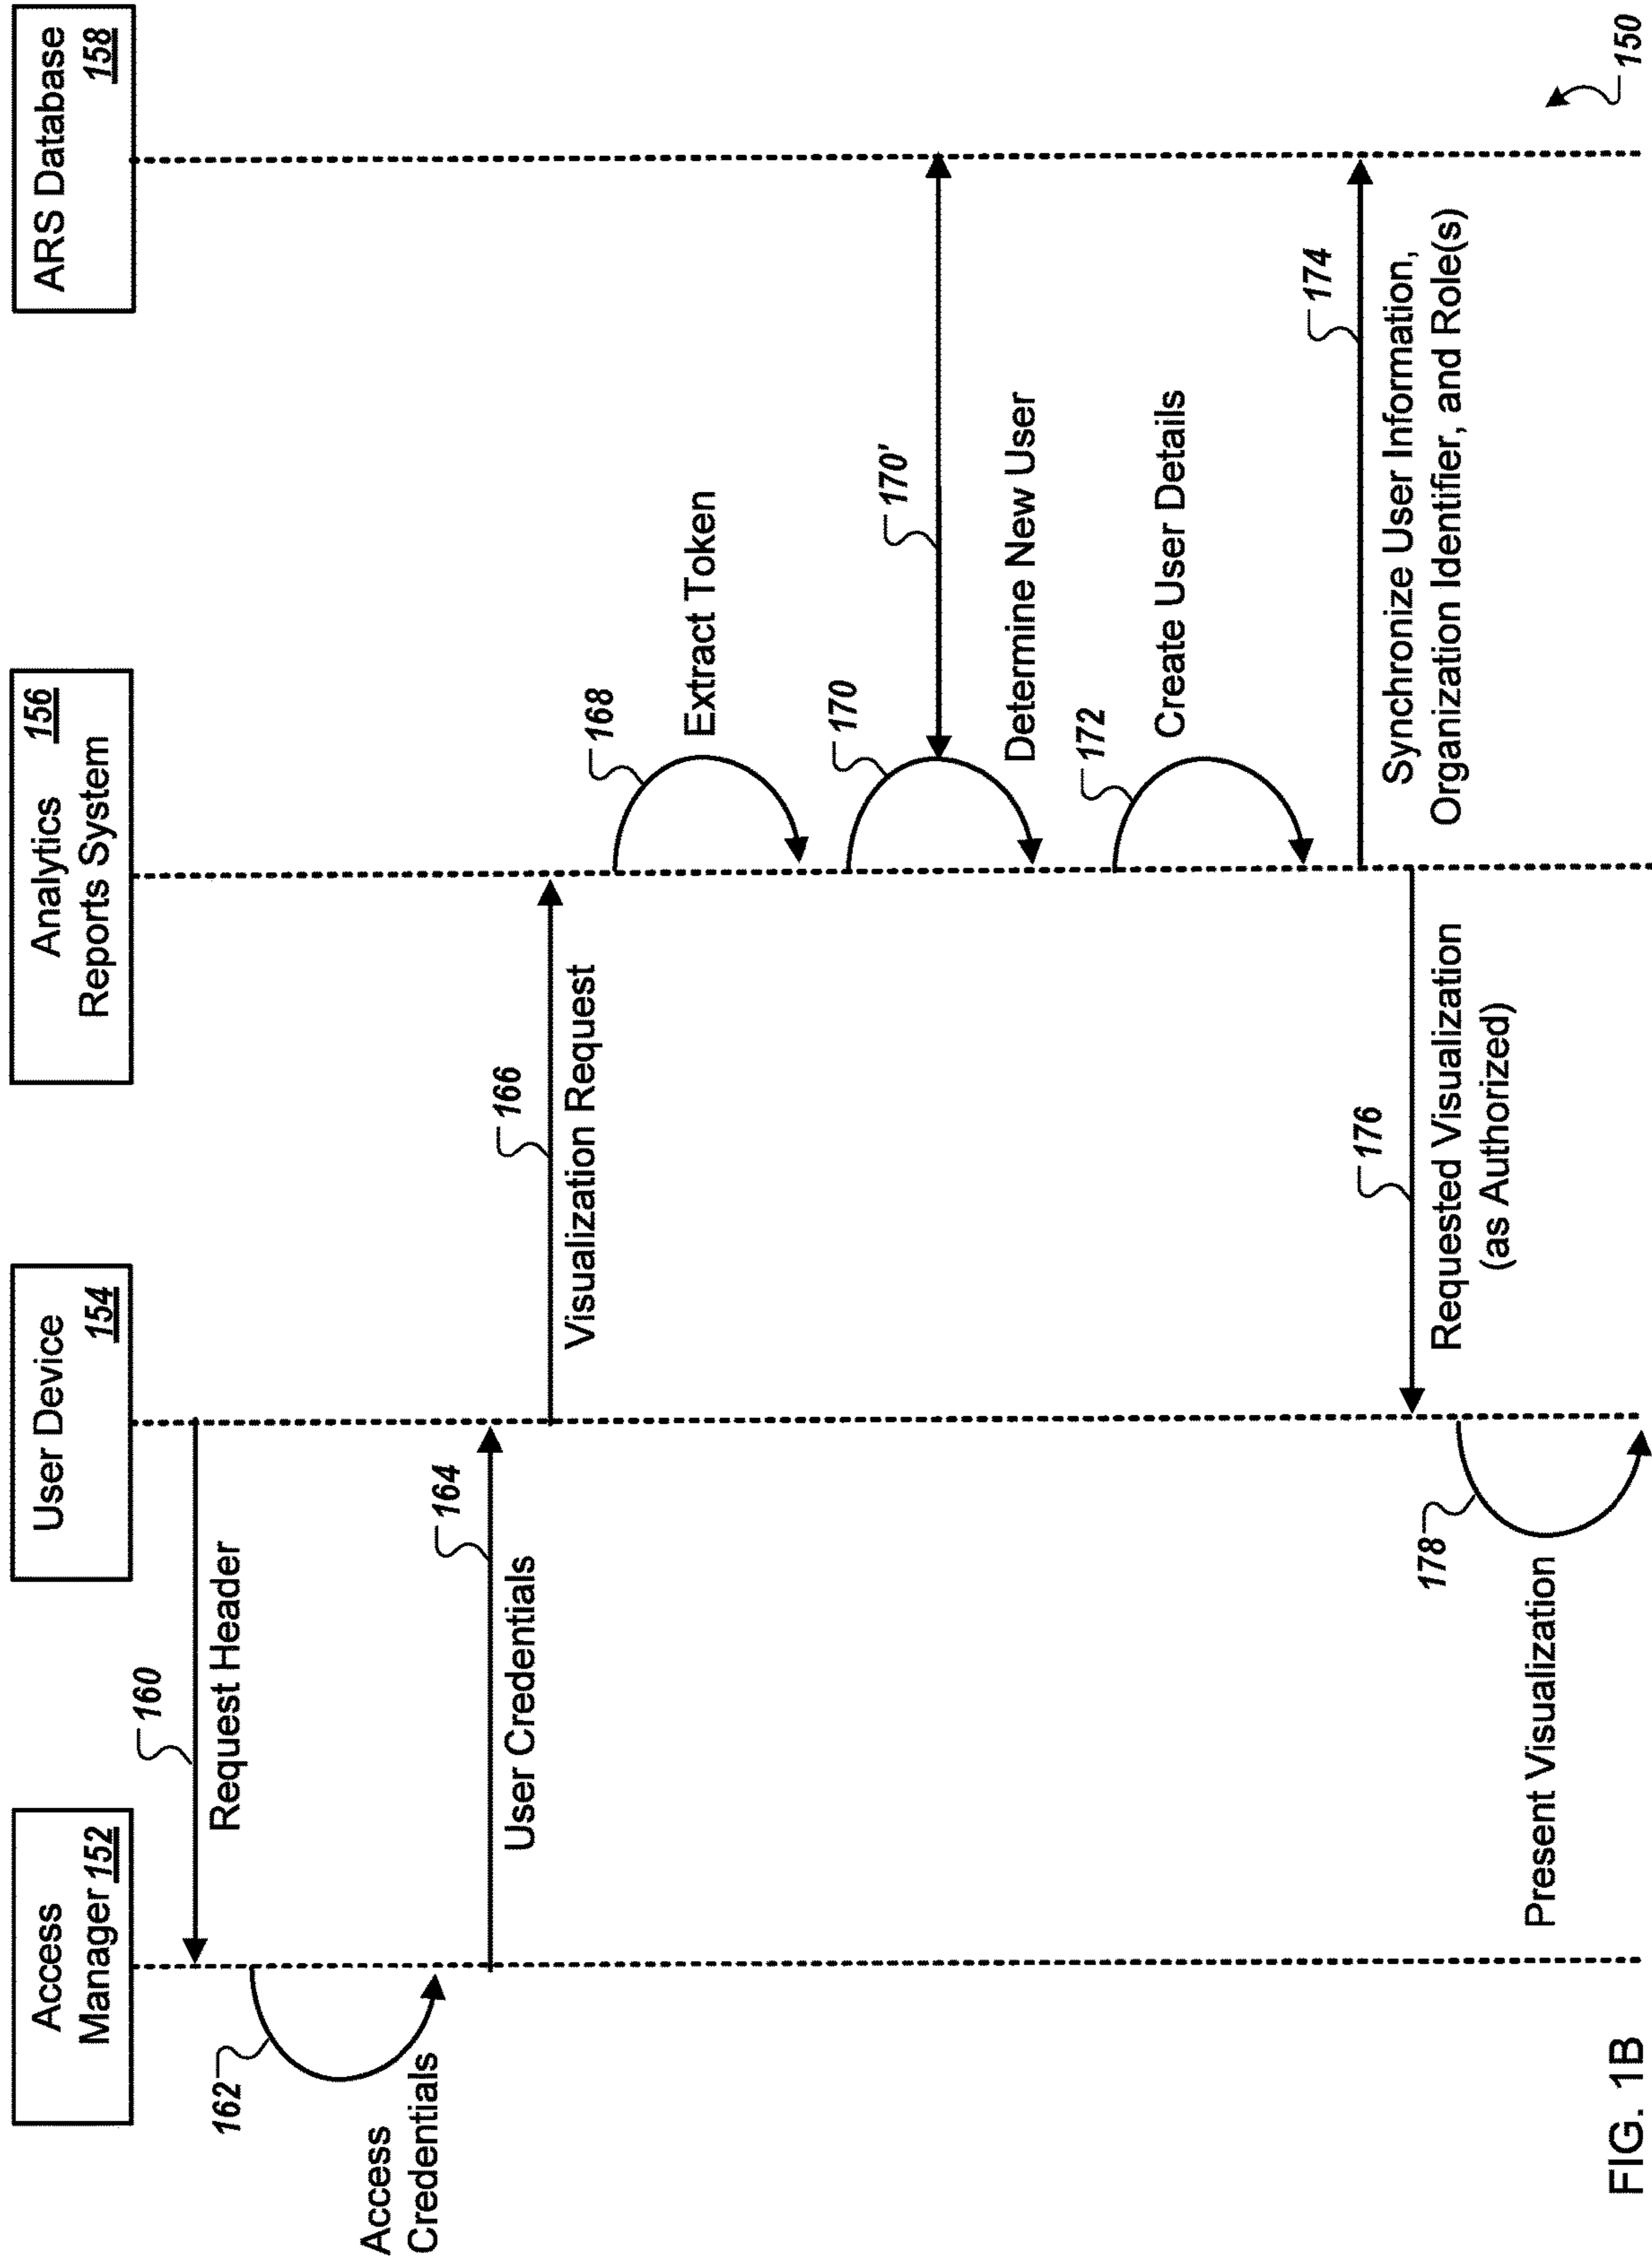 Access
Manager 152
User Device
154
Analytics
156
Reports System
ARS Database
158
160
Request Header
162
Access
Credentials
164
User Credentials
166
Visualization Request
168
Extract Token
170
170'
Determine New User
172
Create User Details
174
Synchronize User Information,
Organization Identifier, and Role(s)
176
Requested Visualization
(as Authorized)
178
Present Visualization
150
FIG. 1B